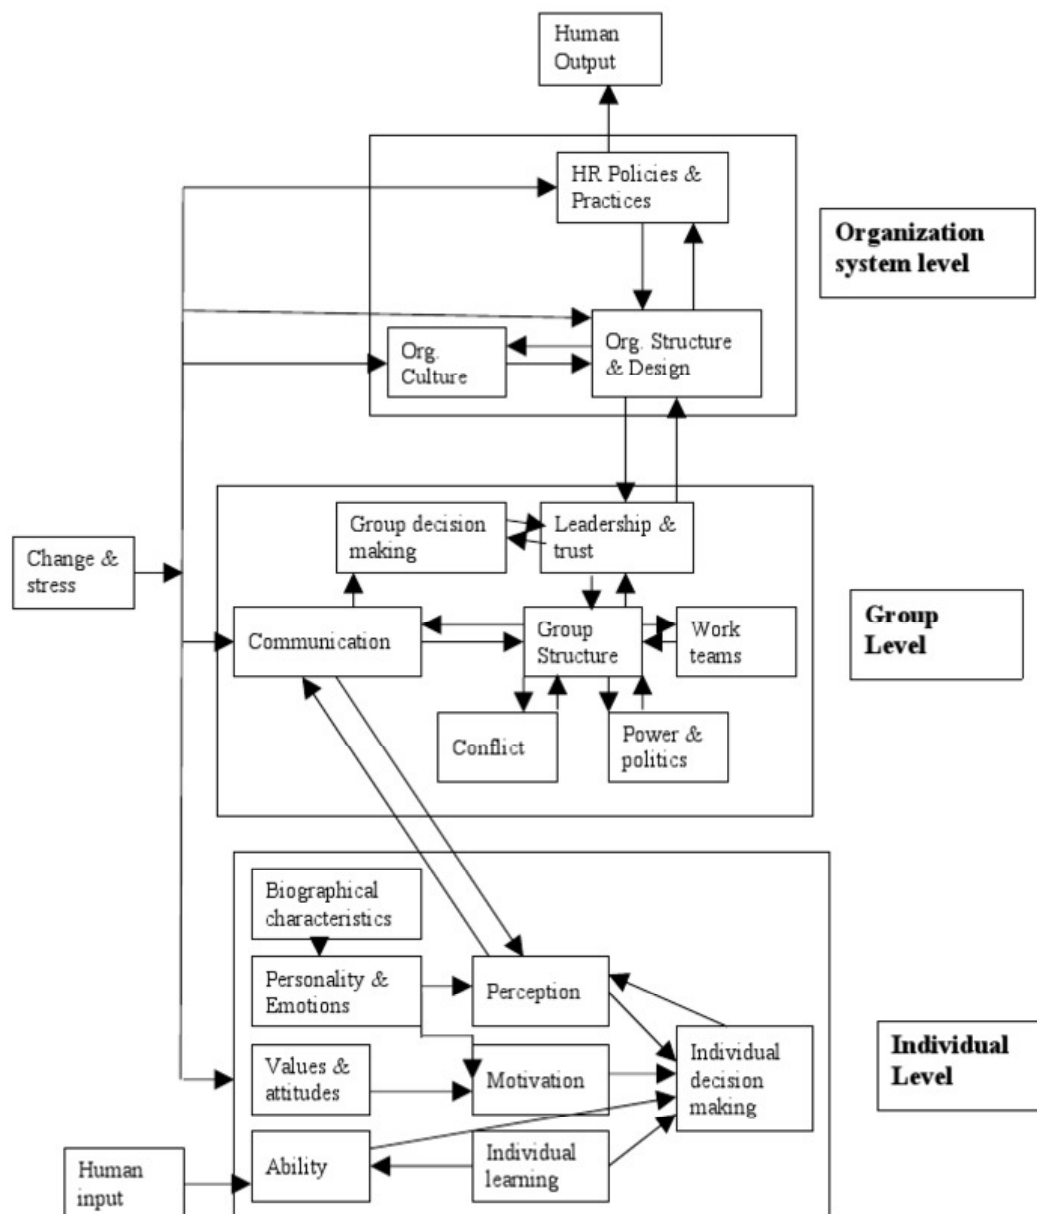 Human
Output
HR Policies &
Practices
Organization
system level
Org.
Culture
Org. Structure
& Design
Group decision
making
Leadership &
trust
Change &
stress
Communication
Group
Structure
Work
teams
Group
Level
Conflict
Power &
politics
Biographical
characteristics
Personality &
Emotions
Perception
Values &
attitudes
Motivation
Individual
decision
making
Individual
Level
Ability
Individual
learning
Human
input